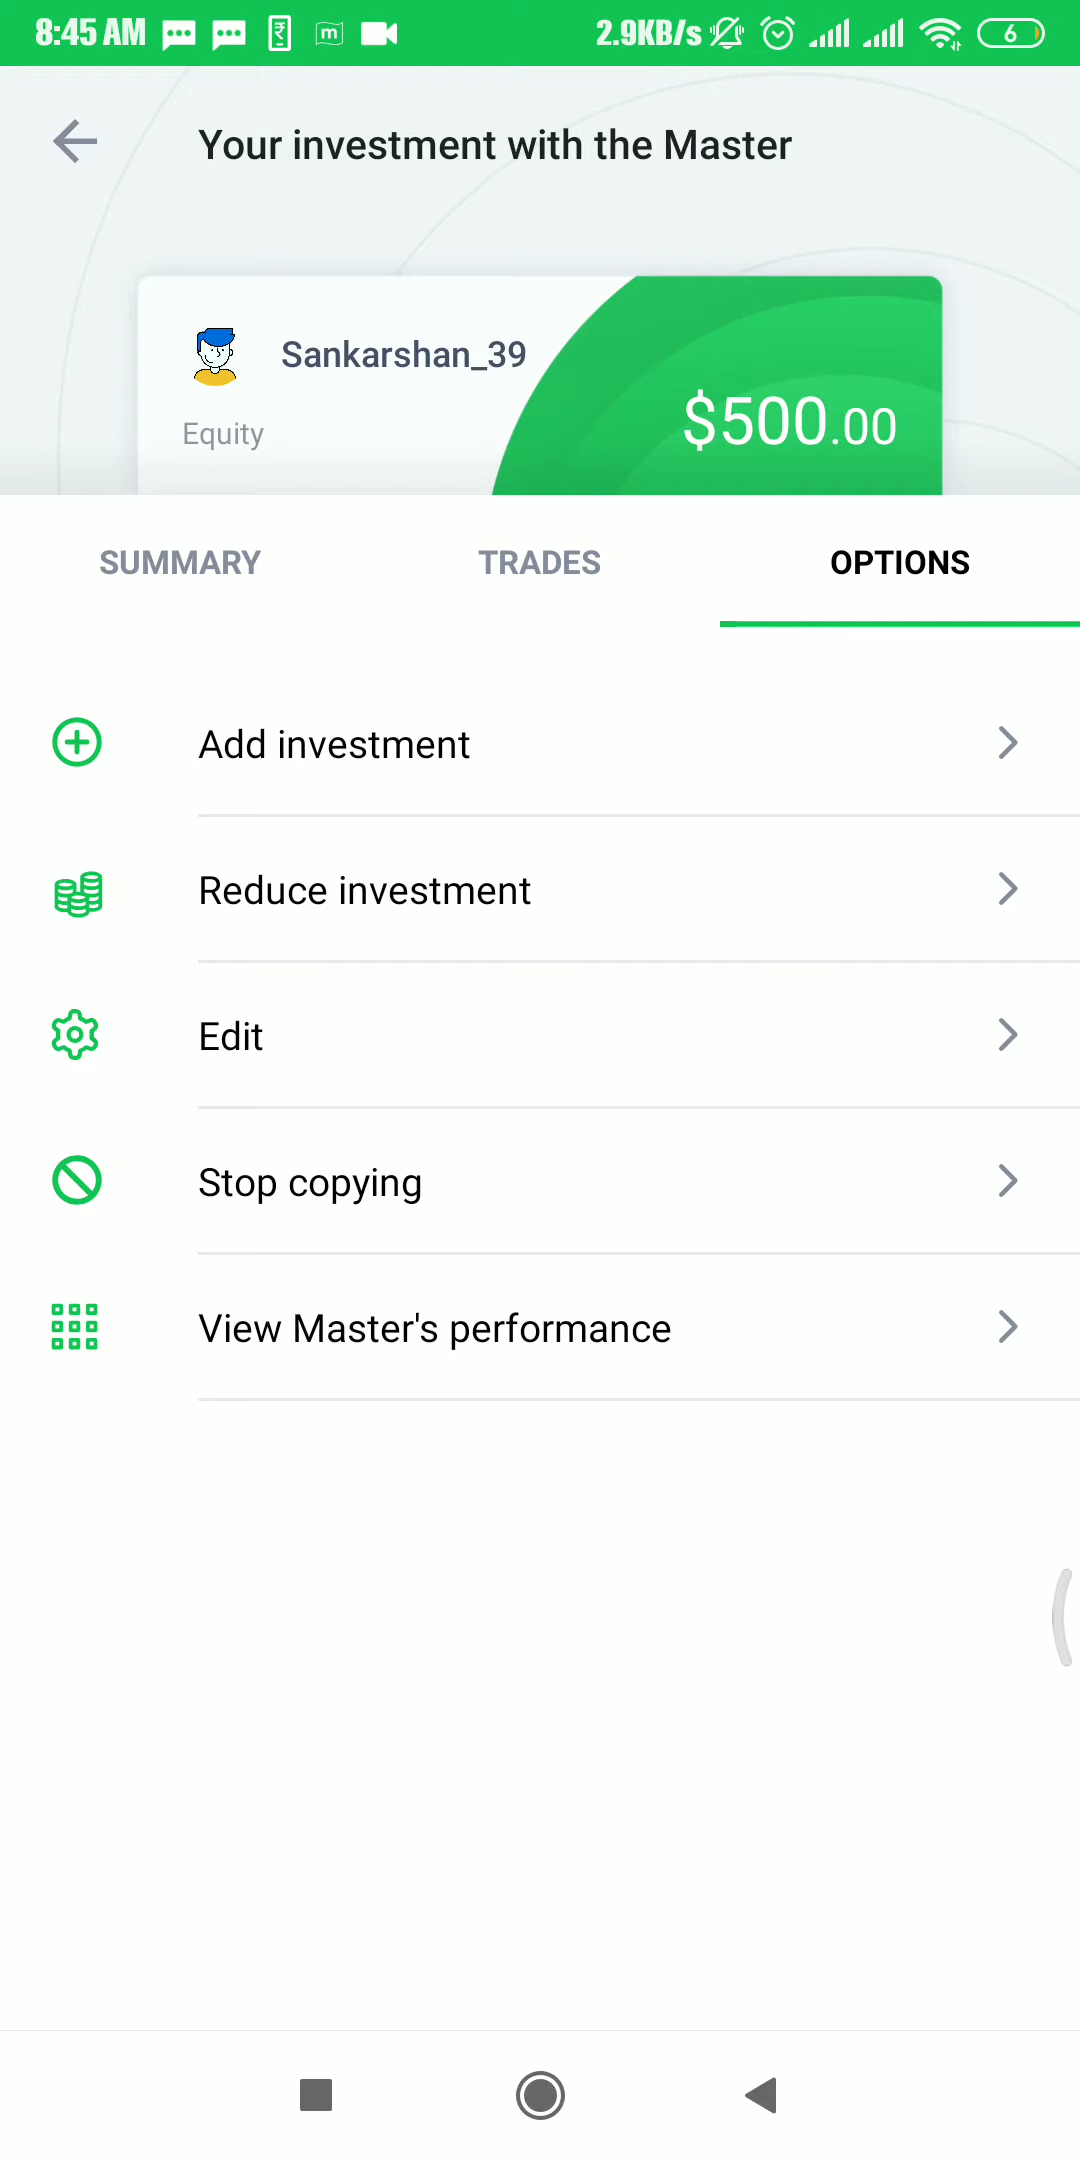 8:45 AM 2.9KB/s 6
Your investment with the Master
Sankarshan_39
Equity
$500.00
SUMMARY TRADES OPTIONS
Add investment
Reduce investment
Edit
Stop copying
View Master's performance